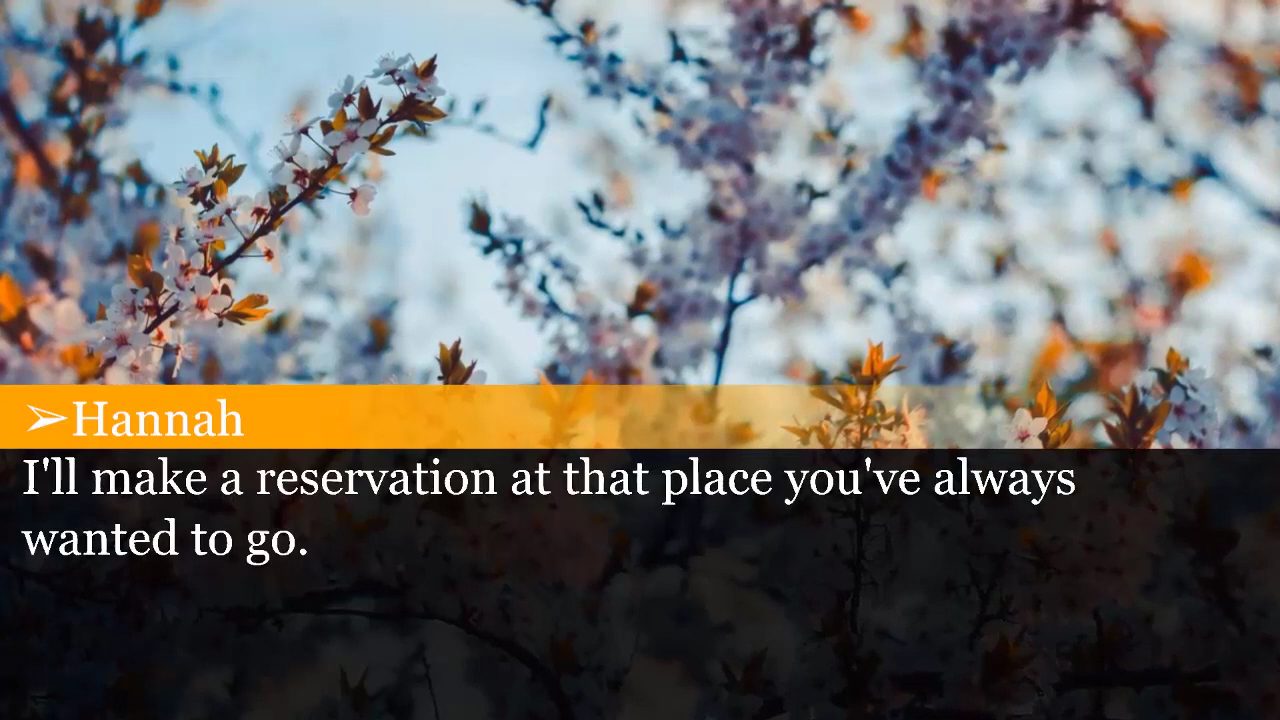 ➢Hannah
I'll make a reservation at that place you've always
wanted to go.